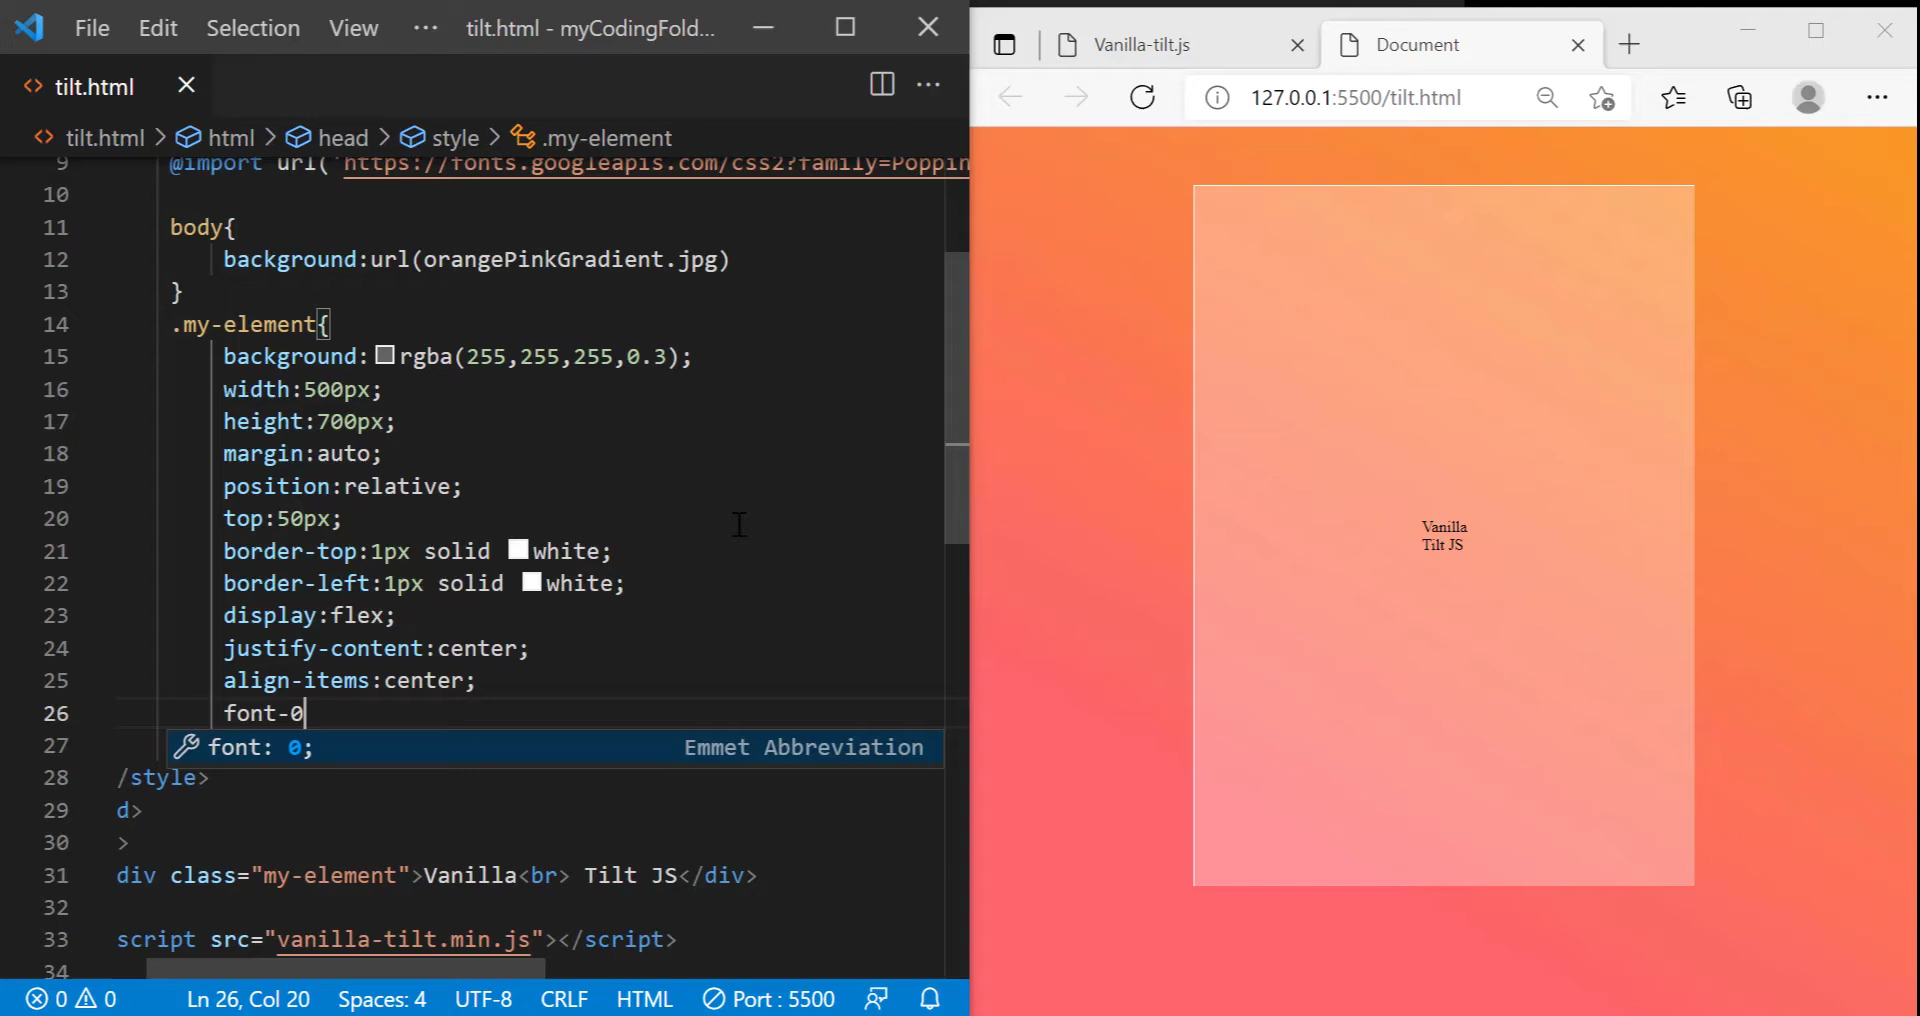 File Edit Selection View ··· tilt.html - myCodingFold...
tilt.html
tilt.html > html > head > style > .my-element
9 @import url('https://fonts.googleapis.com/css2?family=Poppin
10
11 body{
12 background:url(orangePinkGradient.jpg)
13 }
14 .my-element{
15 background:rgba(255,255,255,0.3);
16 width:500px;
17 height:700px;
18 margin:auto;
19 position:relative;
20 top:50px;
21 border-top:1px solid white;
22 border-left:1px solid white;
23 display:flex;
24 justify-content:center;
25 align-items:center;
26 font-0
27 font: 0; Emmet Abbreviation
28 /style>
29 d>
30 >
31 div class="my-element">Vanilla<br> Tilt JS</div>
32
33 script src="vanilla-tilt.min.js"></script>
34
0 0 Ln 26, Col 20 Spaces: 4 UTF-8 CRLF HTML Port : 5500
Vanilla-tilt.js Document
127.0.0.1:5500/tilt.html
Vanilla
Tilt JS